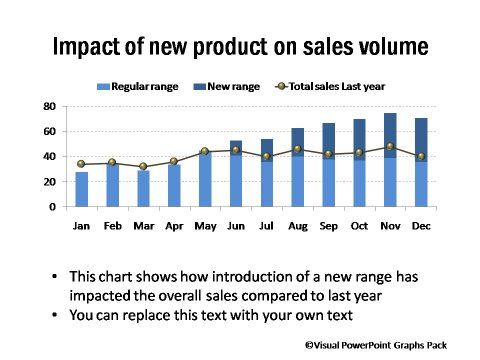 Impact of new product on sales volume
Regular range New range Total sales Last year
80
60
40
20
0
Jan Feb Mar Apr May Jun Jul Aug Sep Oct Nov Dec
• This chart shows how introduction of a new range has
impacted the overall sales compared to last year
• You can replace this text with your own text
©Visual PowerPoint Graphs Pack